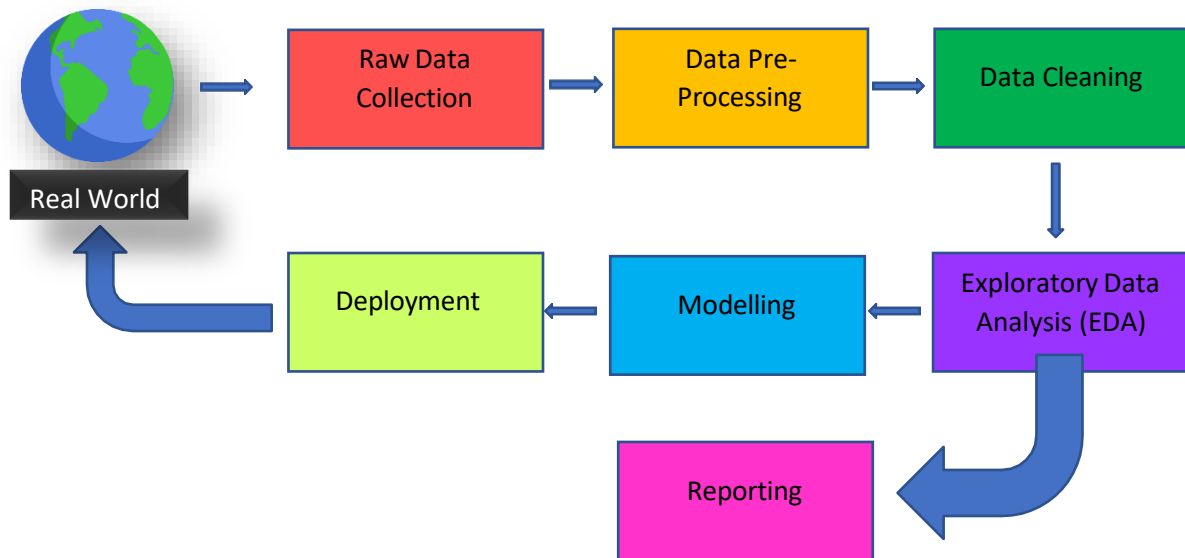 Raw Data
Collection
Data Pre-
Processing
Data Cleaning
Real World
Deployment
Modelling
Exploratory Data
Analysis (EDA)
Reporting